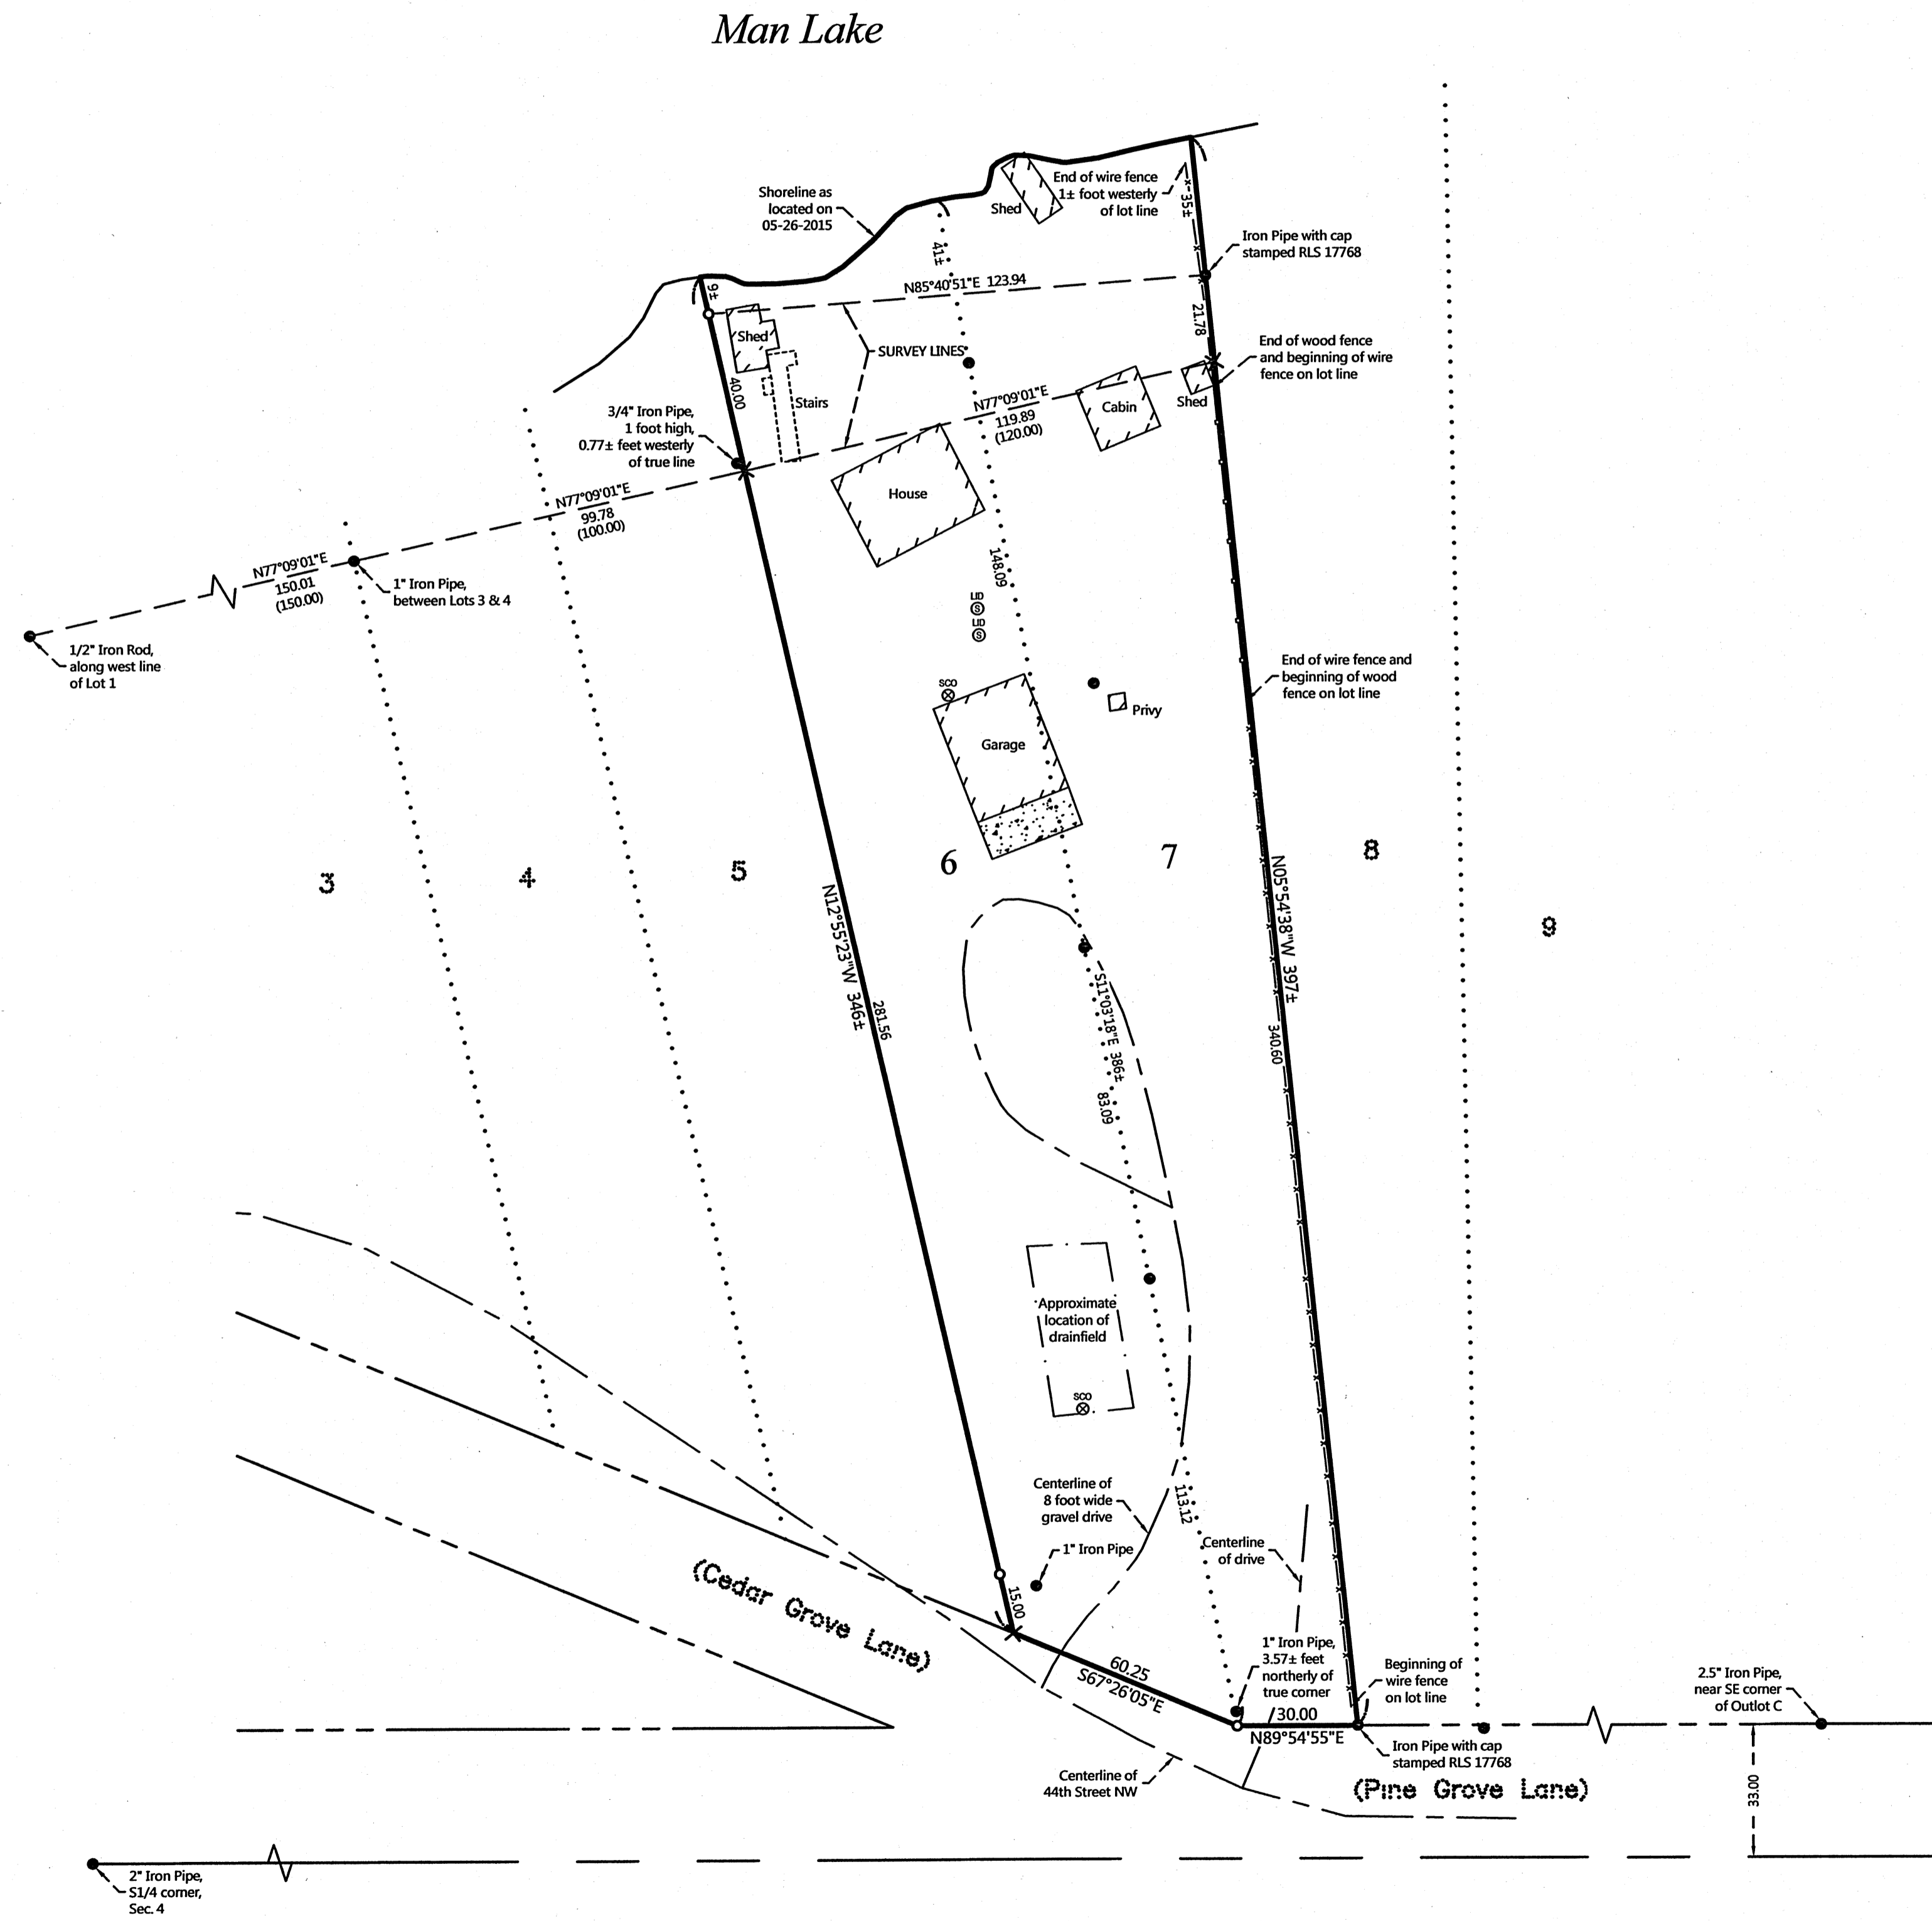 Man Lake
Shoreline as
located on
05-26-2015
End of wire fence
1± foot westerly
of lot line
Shed
35±
41±
9±
Iron Pipe with cap
stamped RLS 17768
N85°40'51"E 123.94
21.78
Shed
SURVEY LINES
End of wood fence
and beginning of wire
fence on lot line
40.00
Stairs
N77°09'01"E
119.89
(120.00)
Cabin
Shed
3/4" Iron Pipe,
1 foot high,
0.77± feet westerly
of true line
House
N77°09'01"E
99.78
(100.00)
N77°09'01"E
150.01
(150.00)
1" Iron Pipe,
between Lots 3 & 4
148.09
LID
S
LID
S
1/2" Iron Rod,
along west line
of Lot 1
End of wire fence and
beginning of wood
fence on lot line
SCO
Privy
Garage
3
4
5
6
7
8
9
N12°55'23"W 346±
281.56
N05°54'38"W 397±
340.60
S11°03'18"E 386±
83.09
Approximate
location of
drainfield
SCO
Centerline of
8 foot wide
gravel drive
113.12
Centerline
of drive
1" Iron Pipe
15.00
(Cedar Grove Lane)
60.25
S67°26'05"E
1" Iron Pipe,
3.57± feet
northerly of
true corner
30.00
N89°54'55"E
Beginning of
wire fence
on lot line
2.5" Iron Pipe,
near SE corner
of Outlot C
Iron Pipe with cap
stamped RLS 17768
Centerline of
44th Street NW
(Pine Grove Lane)
33.00
2" Iron Pipe,
S1/4 corner,
Sec. 4